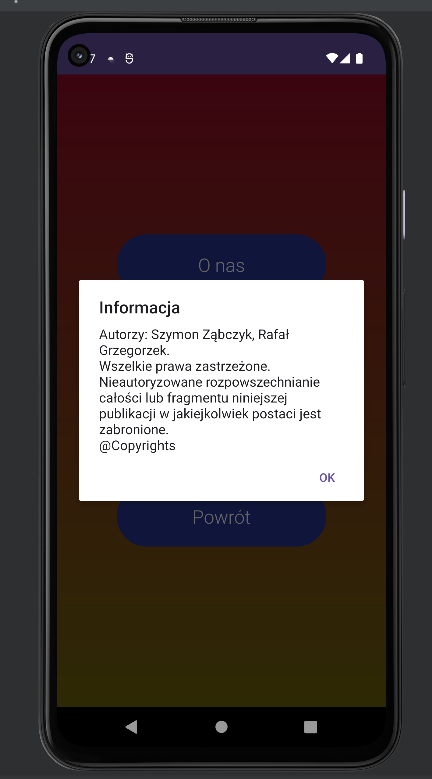 7
O nas
Informacja
Autorzy: Szymon Ząbczyk, Rafał
Grzegorzek.
Wszelkie prawa zastrzeżone.
Nieautoryzowane rozpowszechnianie
całości lub fragmentu niniejszej
publikacji w jakiejkolwiek postaci jest
zabronione.
@Copyrights
OK
Powrót